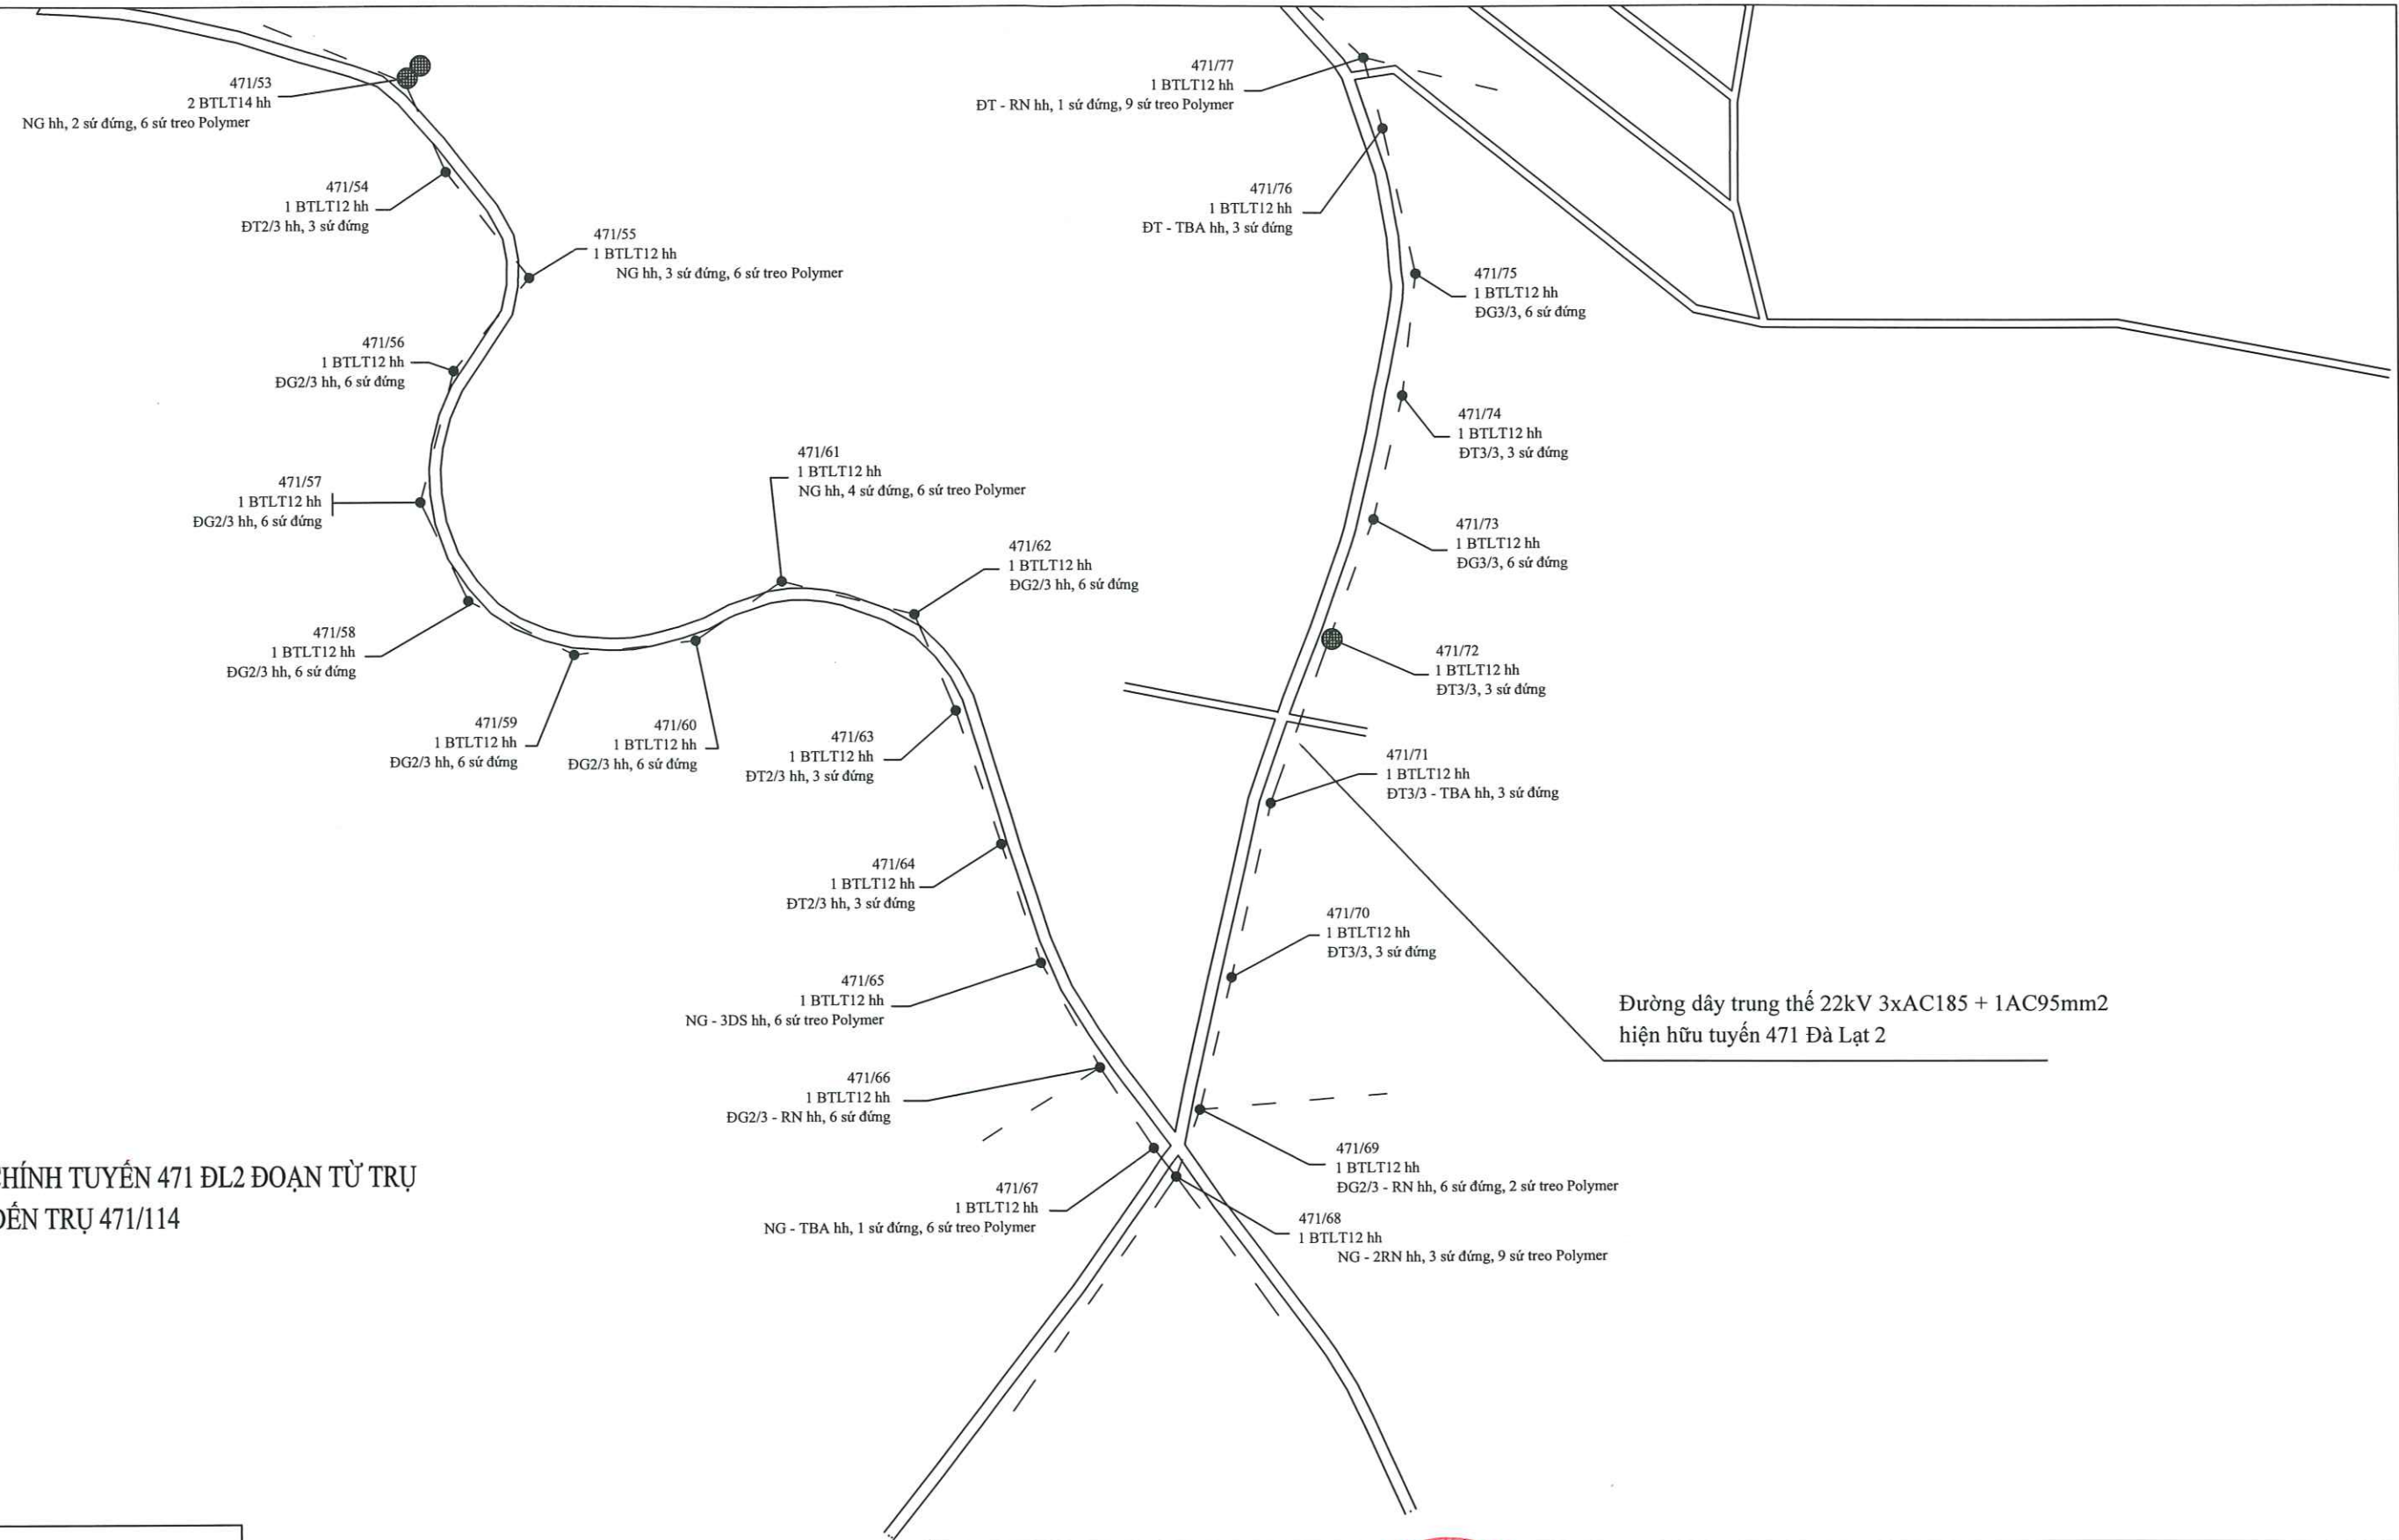 471/53
2 BTLT14 hh
NG hh, 2 sứ đứng, 6 sứ treo Polymer
471/54
1 BTLT12 hh
ĐT2/3 hh, 3 sứ đứng
471/55
1 BTLT12 hh
NG hh, 3 sứ đứng, 6 sứ treo Polymer
471/56
1 BTLT12 hh
ĐG2/3 hh, 6 sứ đứng
471/57
1 BTLT12 hh
ĐG2/3 hh, 6 sứ đứng
471/58
1 BTLT12 hh
ĐG2/3 hh, 6 sứ đứng
471/59
1 BTLT12 hh
ĐG2/3 hh, 6 sứ đứng
471/60
1 BTLT12 hh
ĐG2/3 hh, 6 sứ đứng
471/61
1 BTLT12 hh
NG hh, 4 sứ đứng, 6 sứ treo Polymer
471/62
1 BTLT12 hh
ĐG2/3 hh, 6 sứ đứng
471/63
1 BTLT12 hh
ĐT2/3 hh, 3 sứ đứng
471/64
1 BTLT12 hh
ĐT2/3 hh, 3 sứ đứng
471/65
1 BTLT12 hh
NG - 3DS hh, 6 sứ treo Polymer
471/66
1 BTLT12 hh
ĐG2/3 - RN hh, 6 sứ đứng
471/67
1 BTLT12 hh
NG - TBA hh, 1 sứ đứng, 6 sứ treo Polymer
471/68
1 BTLT12 hh
NG - 2RN hh, 3 sứ đứng, 9 sứ treo Polymer
471/69
1 BTLT12 hh
ĐG2/3 - RN hh, 6 sứ đứng, 2 sứ treo Polymer
471/70
1 BTLT12 hh
ĐT3/3, 3 sứ đứng
471/71
1 BTLT12 hh
ĐT3/3 - TBA hh, 3 sứ đứng
471/72
1 BTLT12 hh
ĐT3/3, 3 sứ đứng
471/73
1 BTLT12 hh
ĐG3/3, 6 sứ đứng
471/74
1 BTLT12 hh
ĐT3/3, 3 sứ đứng
471/75
1 BTLT12 hh
ĐG3/3, 6 sứ đứng
471/76
1 BTLT12 hh
ĐT - TBA hh, 3 sứ đứng
471/77
1 BTLT12 hh
ĐT - RN hh, 1 sứ đứng, 9 sứ treo Polymer
Đường dây trung thế 22kV 3xAC185 + 1AC95mm2
hiện hữu tuyến 471 Đà Lạt 2
CHÍNH TUYẾN 471 ĐL2 ĐOẠN TỪ TRỤ
ĐẾN TRỤ 471/114